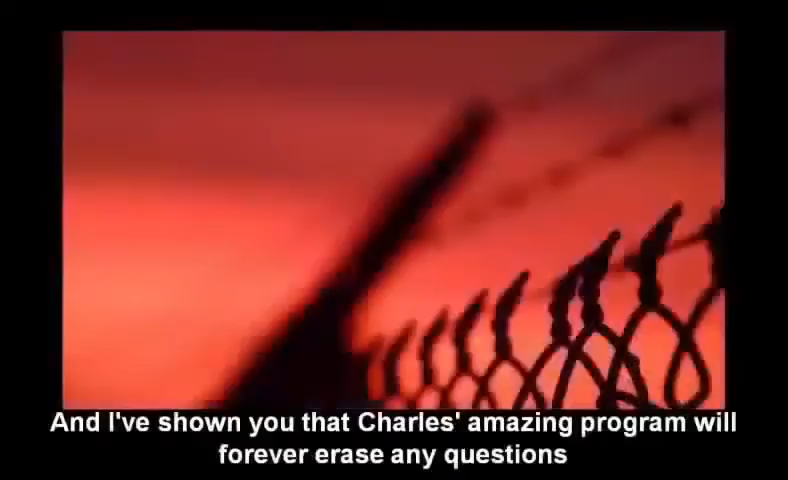 And I've shown you that Charles' amazing program will
forever erase any questions